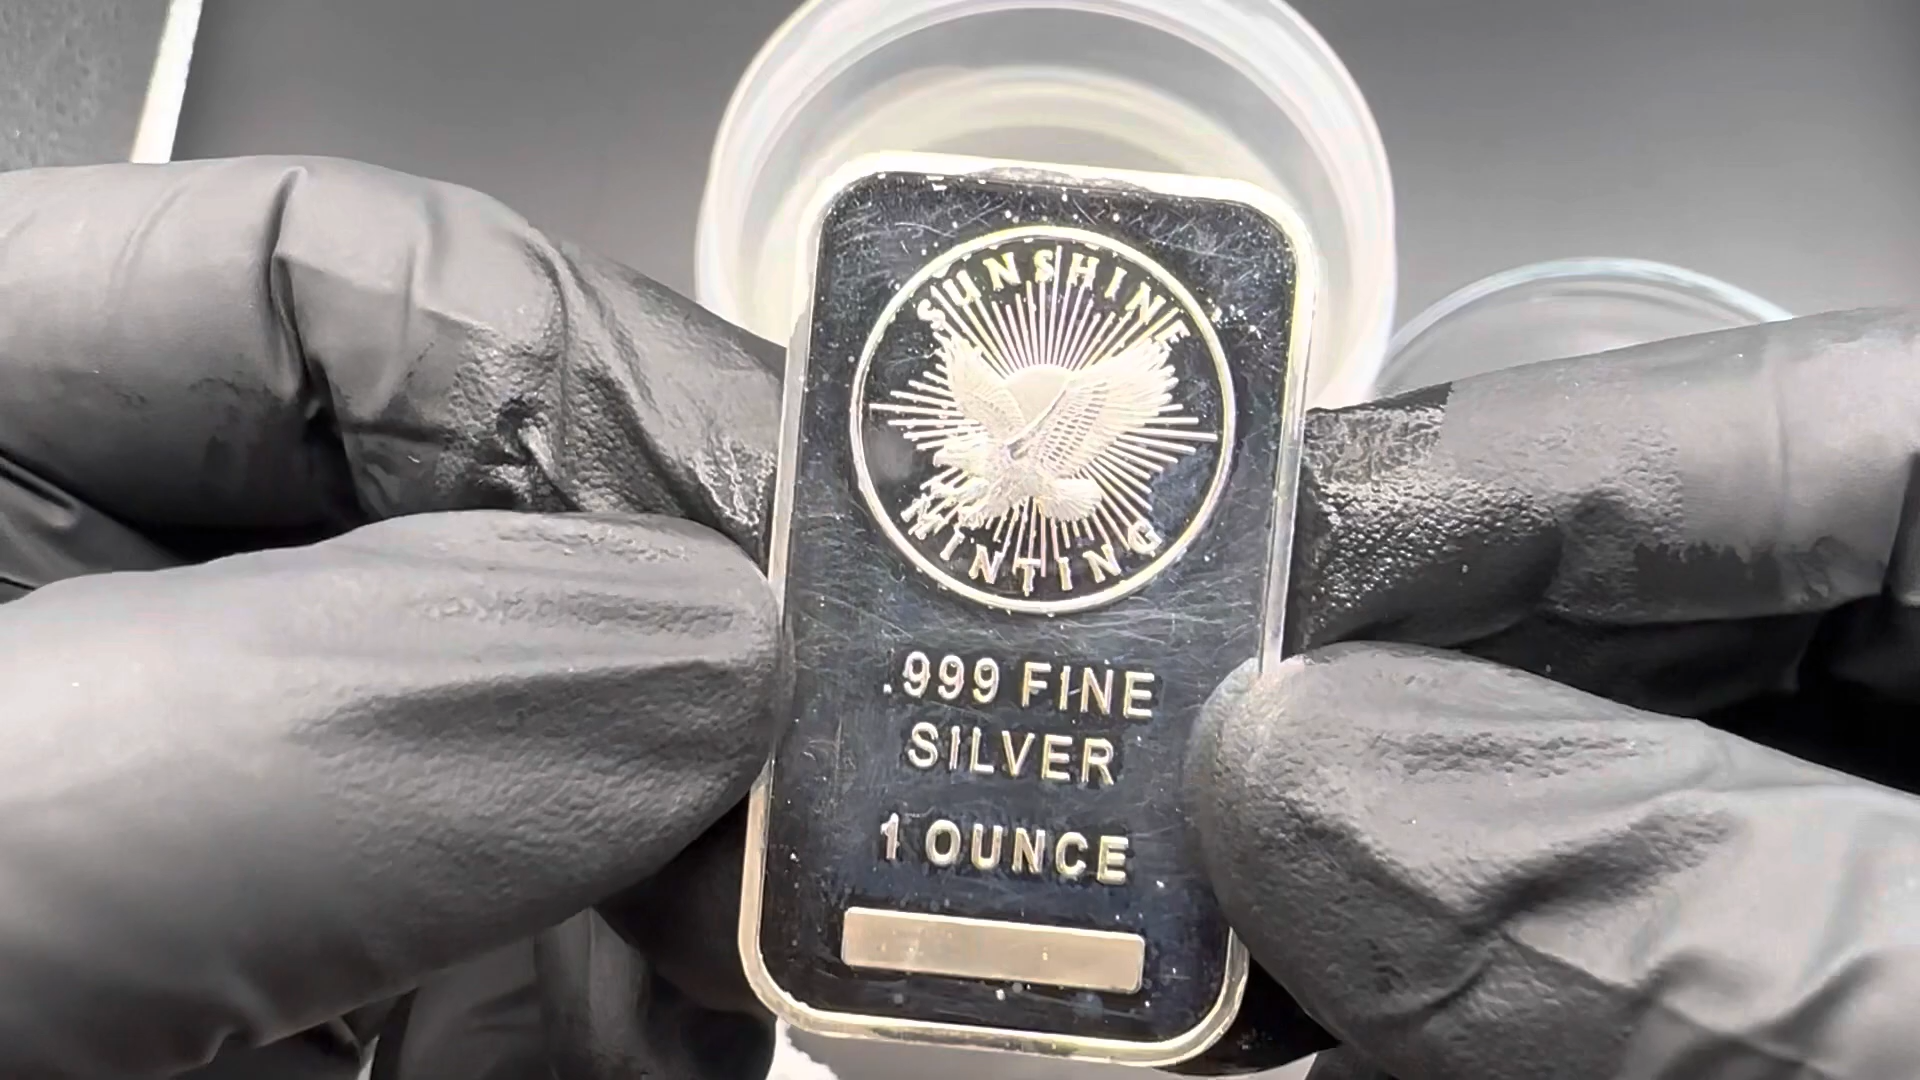 SUNSHINE
MINTING
.999 FINE
SILVER
1 OUNCE